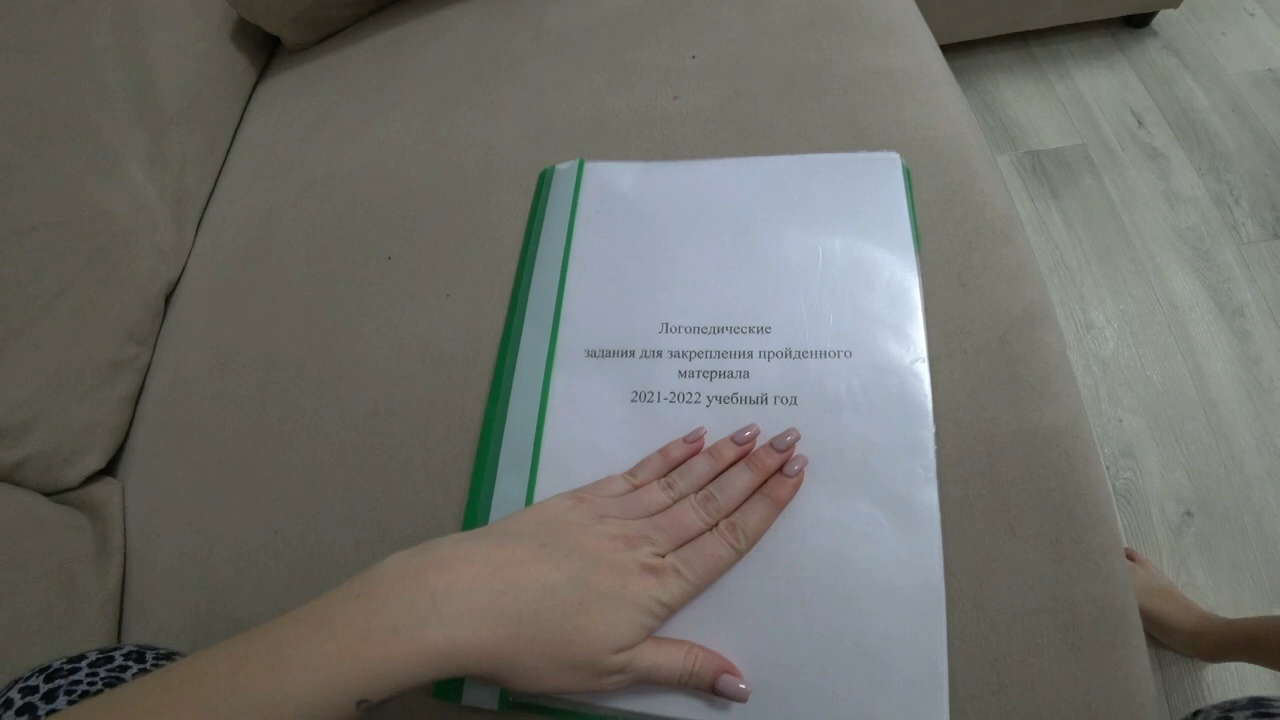 Логопедические
задания для закрепления пройденного
материала
2021-2022 учебный год